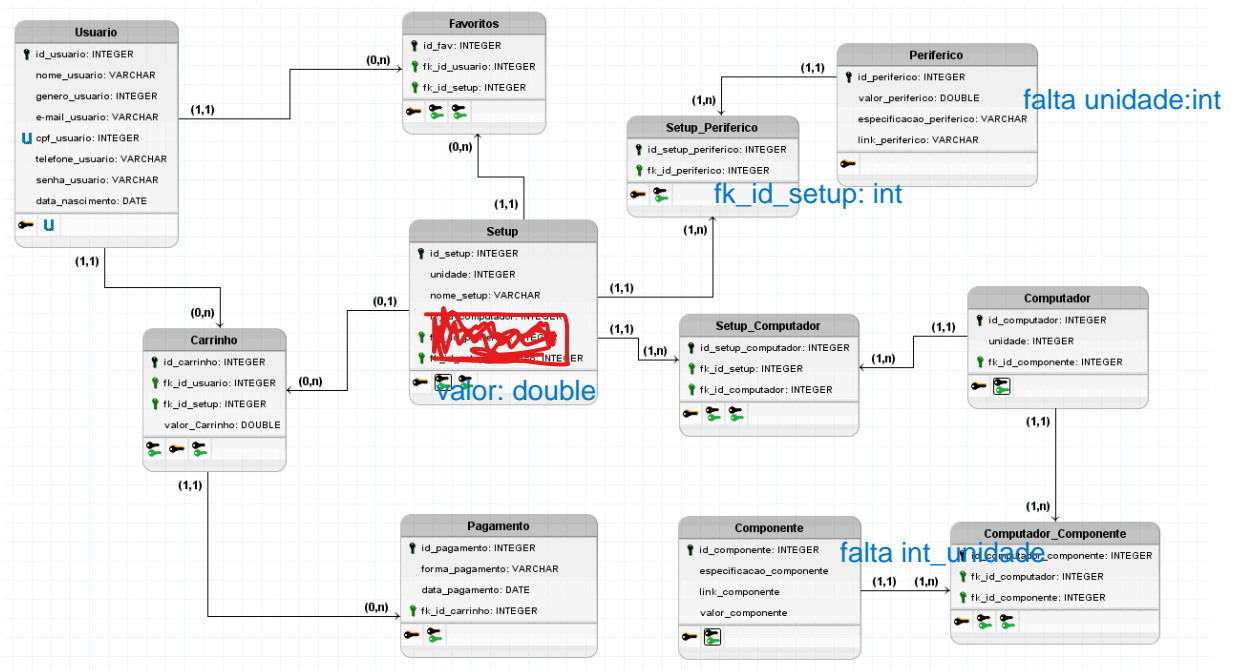 Usuario
id_usuario: INTEGER
nome_usuario: VARCHAR
genero_usuario: INTEGER
e-mail_usuario: VARCHAR
U cpf_usuario: INTEGER
telefone_usuario: VARCHAR
senha_usuario: VARCHAR
data_nascimento: DATE
U
(1,1)
(0,n)
Favoritos
id_fav: INTEGER
fk_id_usuario: INTEGER
fk_id_setup: INTEGER
(0,n)
(1,1)
Periferico
id_periferico: INTEGER
valor_periferico: DOUBLE
especificacao_periferico: VARCHAR
link_periferico: VARCHAR
falta unidade:int
(1,1)
(1,n)
Setup_Periferico
id_setup_periferico: INTEGER
fk_id_periferico: INTEGER
fk_id_setup: int
(1,n)
Setup
id_setup: INTEGER
unidade: INTEGER
nome_setup: VARCHAR
INTEGER
valor: double
(1,1)
(1,1)
(0,1)
(0,n)
(1,1)
(0,n)
Carrinho
id_carrinho: INTEGER
fk_id_usuario: INTEGER
fk_id_setup: INTEGER
valor_Carrinho: DOUBLE
(1,1)
(0,n)
Setup_Computador
id_setup_computador: INTEGER
fk_id_setup: INTEGER
fk_id_computador: INTEGER
(1,n)
(1,n)
(1,1)
Computador
id_computador: INTEGER
unidade: INTEGER
fk_id_componente: INTEGER
(1,1)
(1,n)
Pagamento
id_pagamento: INTEGER
forma_pagamento: VARCHAR
data_pagamento: DATE
fk_id_carrinho: INTEGER
Componente
id_componente: INTEGER
especificacao_componente
link_componente
valor_componente
falta int_unidade
(1,1)
(1,n)
Computador_Componente
id_computador_componente: INTEGER
fk_id_computador: INTEGER
fk_id_componente: INTEGER